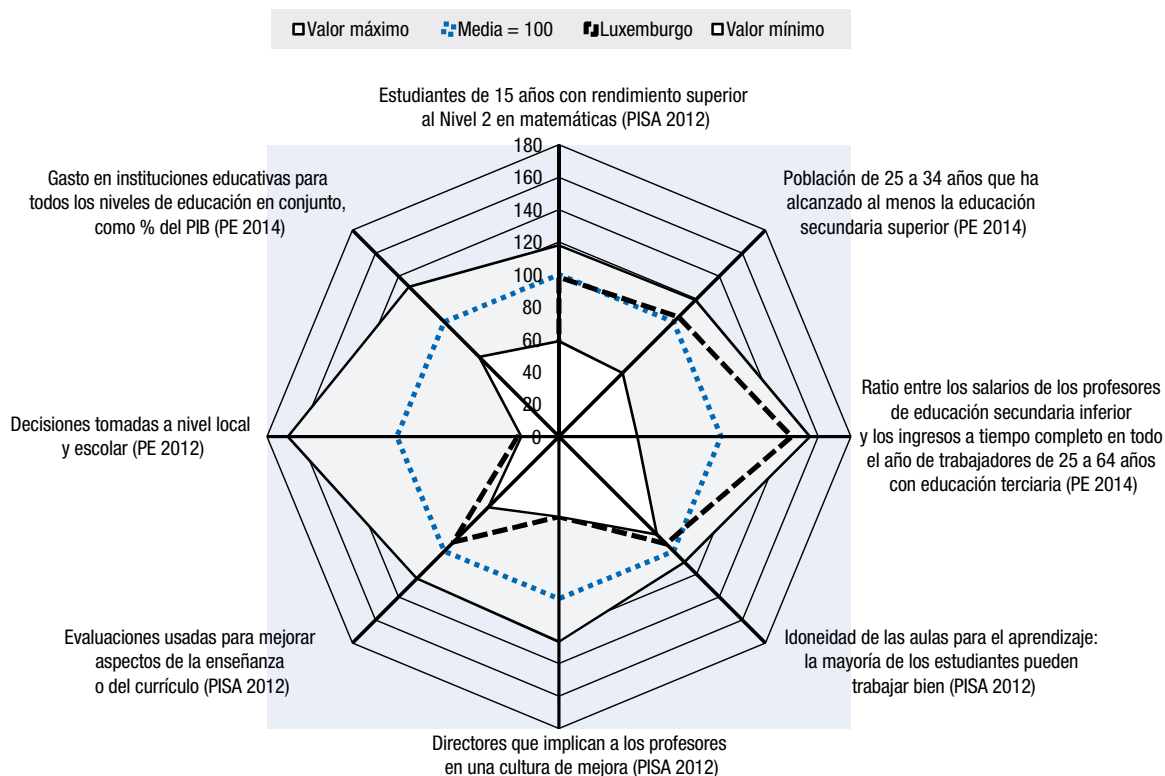 Valor máximo Media = 100 Luxemburgo Valor mínimo
Estudiantes de 15 años con rendimiento superior
al Nivel 2 en matemáticas (PISA 2012)
Población de 25 a 34 años que ha
alcanzado al menos la educación
secundaria superior (PE 2014)
Ratio entre los salarios de los profesores
de educación secundaria inferior
y los ingresos a tiempo completo en todo
el año de trabajadores de 25 a 64 años
con educación terciaria (PE 2014)
Idoneidad de las aulas para el aprendizaje:
la mayoría de los estudiantes pueden
trabajar bien (PISA 2012)
Directores que implican a los profesores
en una cultura de mejora (PISA 2012)
Evaluaciones usadas para mejorar
aspectos de la enseñanza
o del currículo (PISA 2012)
Decisiones tomadas a nivel local
y escolar (PE 2012)
Gasto en instituciones educativas para
todos los niveles de educación en conjunto,
como % del PIB (PE 2014)
180
160
140
120
100
80
60
40
20
0